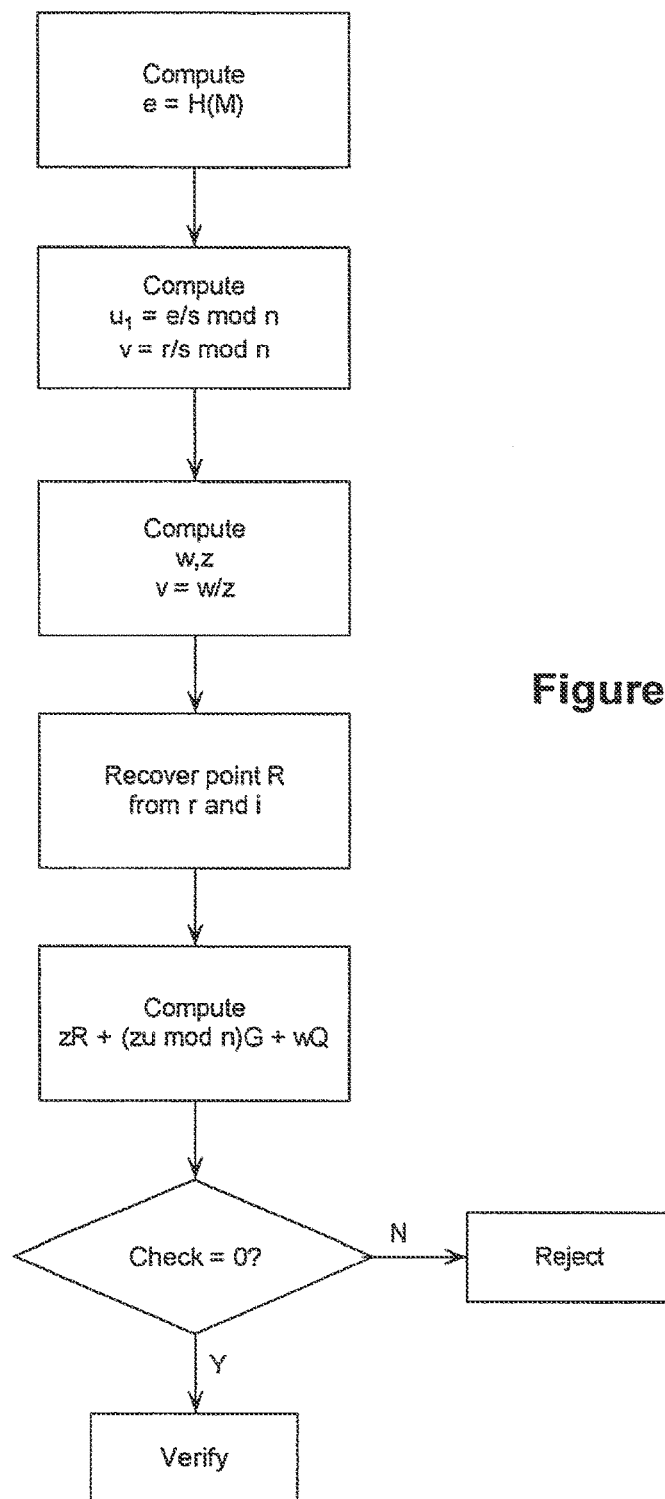 Compute
e = H(M)
Compute
u₁ = e/s mod n
v = r/s mod n
Compute
w,z
v = w/z
Figure
Recover point R
from r and i
Compute
zR + (zu mod n)G + wQ
Check = 0?
N
Reject
Y
Verify